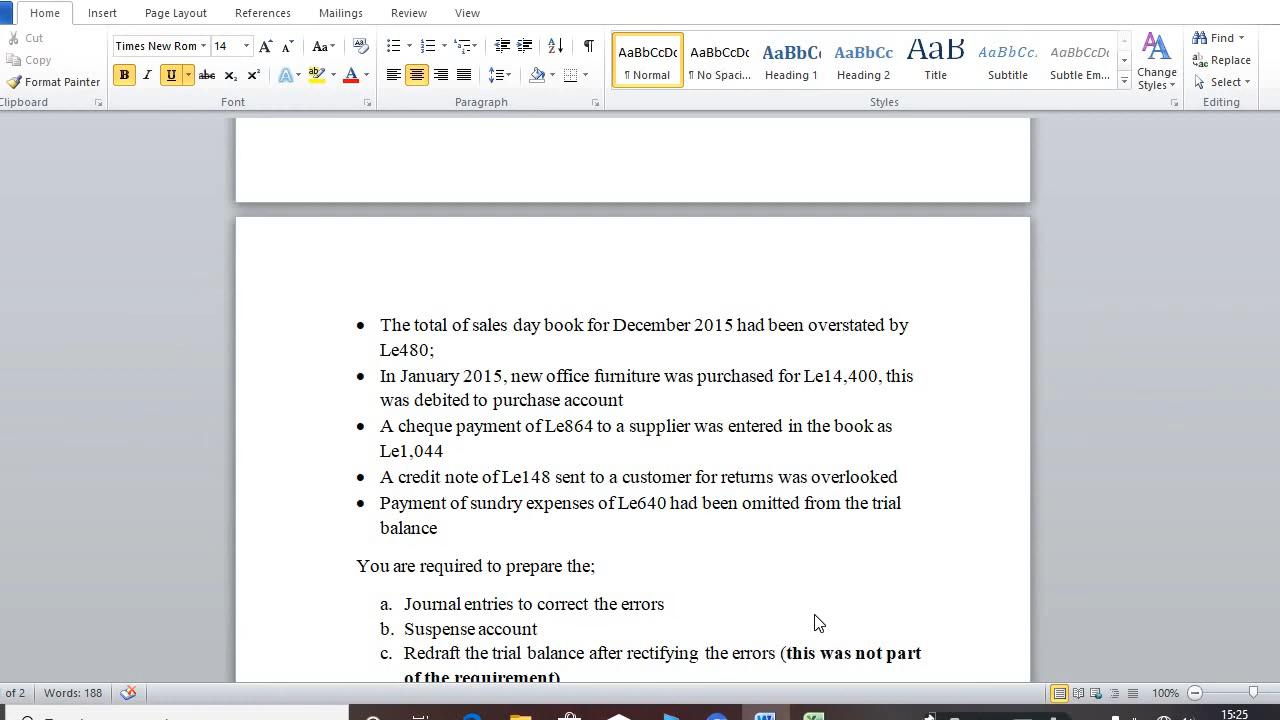 Home Insert Page Layout References Mailings Review View
Cut
Copy
Format Painter
Clipboard
Times New Rom 14
Font
Paragraph
AaBbCcDc AaBbCcDc AaBbCc AaBbCc AaB AaBbCc. AaBbCcDc
¶ Normal ¶ No Spaci... Heading 1 Heading 2 Title Subtitle Subtle Em...
Styles
Change
Styles
Find
Replace
Select
Editing
• The total of sales day book for December 2015 had been overstated by
Le480;
• In January 2015, new office furniture was purchased for Le14,400, this
was debited to purchase account
• A cheque payment of Le864 to a supplier was entered in the book as
Le1,044
• A credit note of Le148 sent to a customer for returns was overlooked
• Payment of sundry expenses of Le640 had been omitted from the trial
balance
You are required to prepare the;
a. Journal entries to correct the errors
b. Suspense account
c. Redraft the trial balance after rectifying the errors (this was not part
of the requirement)
of 2 Words: 188 100%
15:25